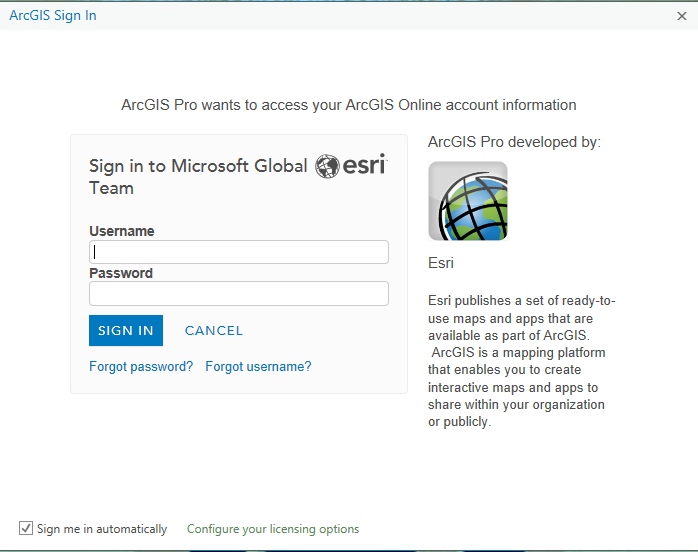 ArcGIS Sign In
ArcGIS Pro wants to access your ArcGIS Online account information
Sign in to Microsoft Global
Team
esri
Username
Password
SIGN IN
CANCEL
Forgot password?
Forgot username?
ArcGIS Pro developed by:
Esri
Esri publishes a set of ready-to-
use maps and apps that are
available as part of ArcGIS.
ArcGIS is a mapping platform
that enables you to create
interactive maps and apps to
share within your organization
or publicly.
Sign me in automatically
Configure your licensing options